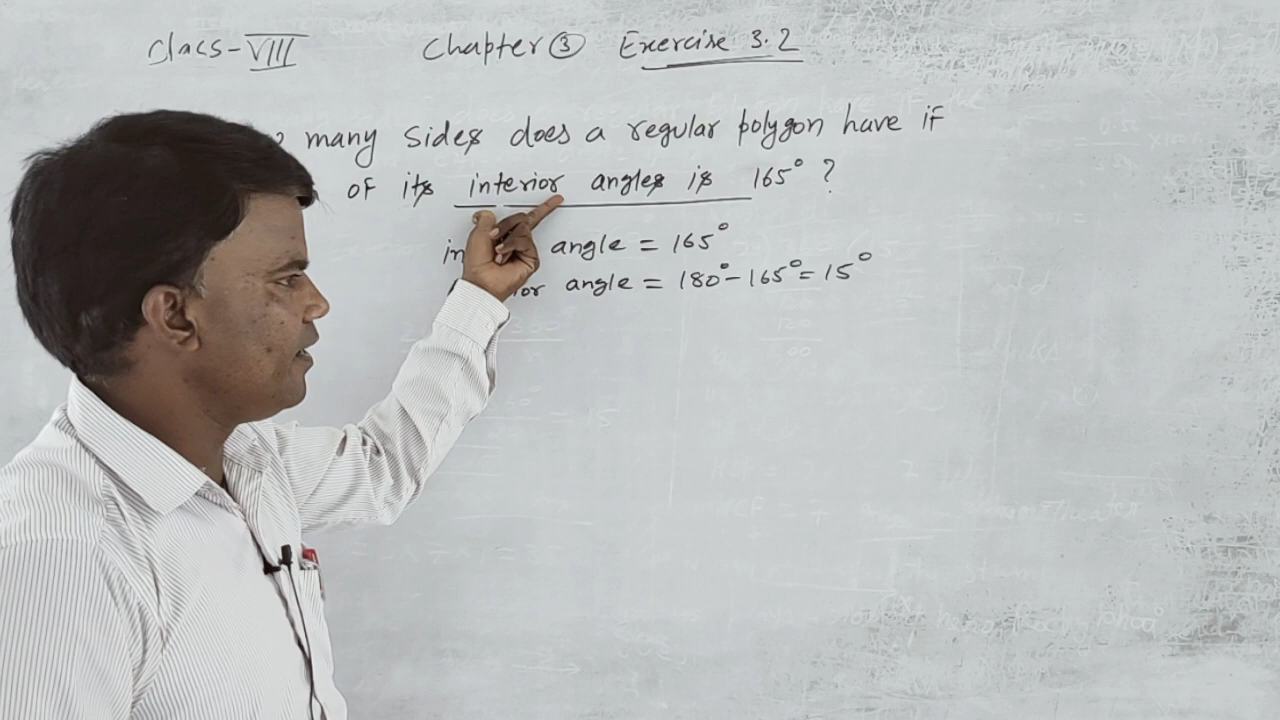 Class-VIII Chapter 3 Exercise 3.2
many sides does a regular polygon have if
of its interior angles is 165° ?
angle = 165°
angle = 180° - 165° = 15°